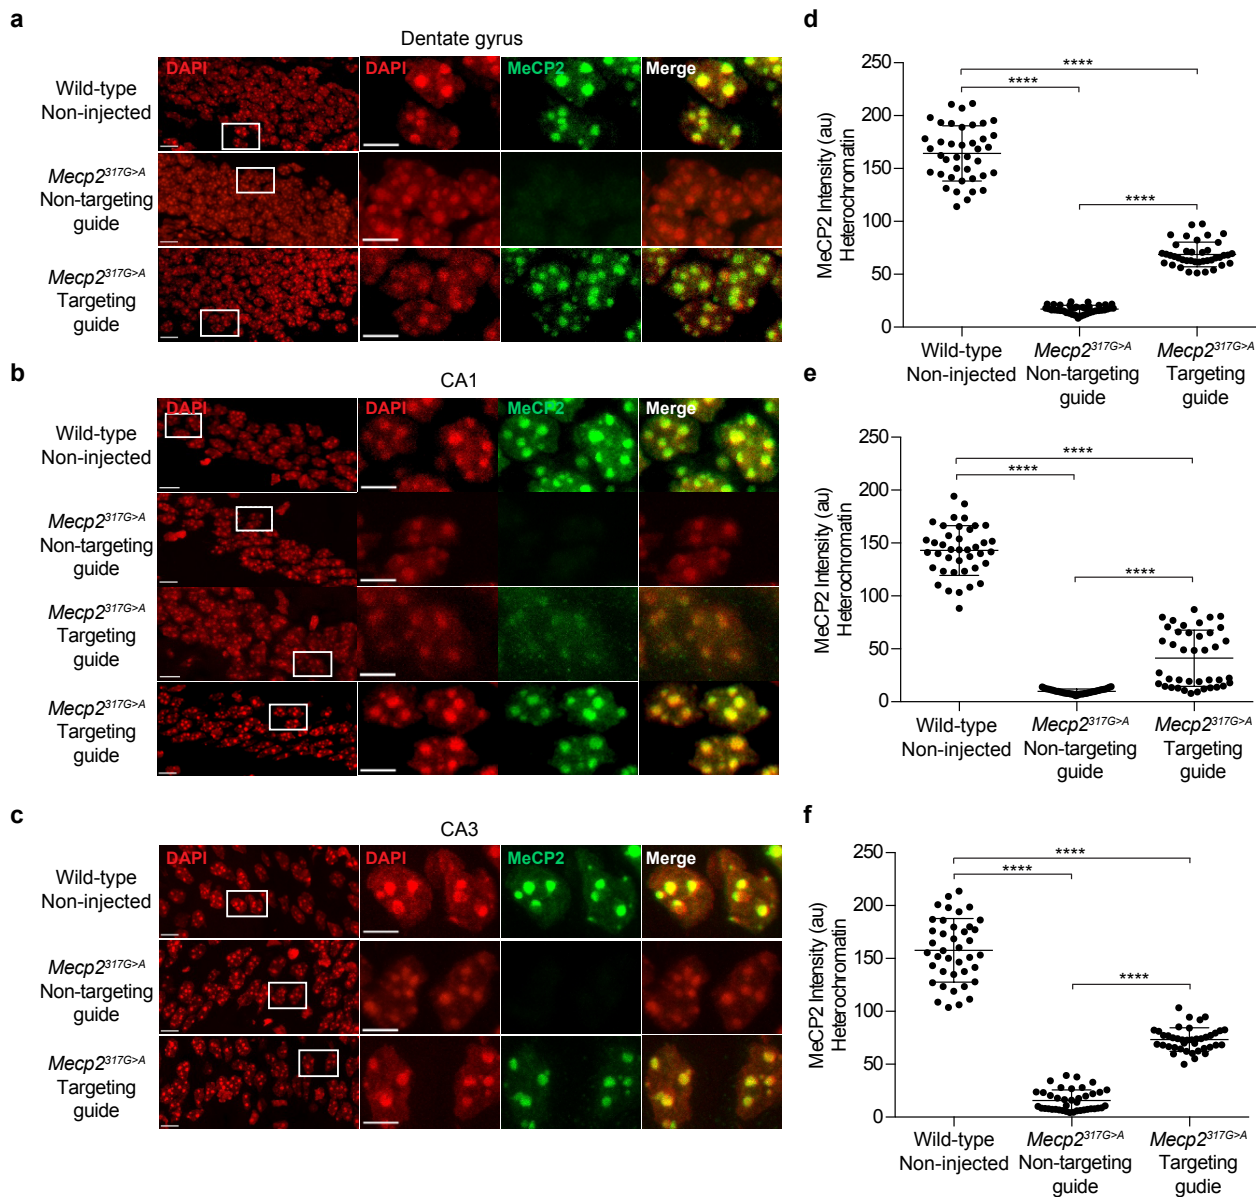 a
Dentate gyrus
Wild-type
Non-injected
DAPI
DAPI
MeCP2
Merge
Mecp2317G>A
Non-targeting
guide
Mecp2317G>A
Targeting
guide
b
CA1
Wild-type
Non-injected
DAPI
DAPI
MeCP2
Merge
Mecp2317G>A
Non-targeting
guide
Mecp2317G>A
Targeting
guide
Mecp2317G>A
Targeting
guide
c
CA3
Wild-type
Non-injected
DAPI
DAPI
MeCP2
Merge
Mecp2317G>A
Non-targeting
guide
Mecp2317G>A
Targeting
guide
d
MeCP2 Intensity (au)
Heterochromatin
250
200
150
100
50
0
****
****
****
Wild-type
Non-injected
Mecp2317G>A
Non-targeting
guide
Mecp2317G>A
Targeting
guide
e
MeCP2 Intensity (au)
Heterochromatin
250
200
150
100
50
0
****
****
****
Wild-type
Non-injected
Mecp2317G>A
Non-targeting
guide
Mecp2317G>A
Targeting
guide
f
MeCP2 Intensity (au)
Heterochromatin
250
200
150
100
50
0
****
****
****
Wild-type
Non-injected
Mecp2317G>A
Non-targeting
guide
Mecp2317G>A
Targeting
gudie